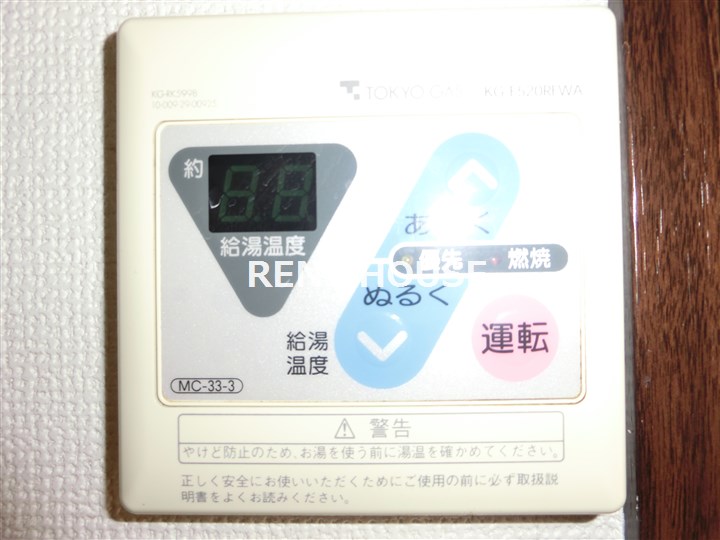 TOKYO GAS
約
88
給湯温度
あつく
優先 燃焼
RENT HOUSE
ぬるく
給湯
温度
運転
MC-33-3
警告
やけど防止のため、お湯を使う前に湯温を確かめてください。
正しく安全にお使いいただくためにご使用の前に必ず取扱説
明書をよくお読みください。